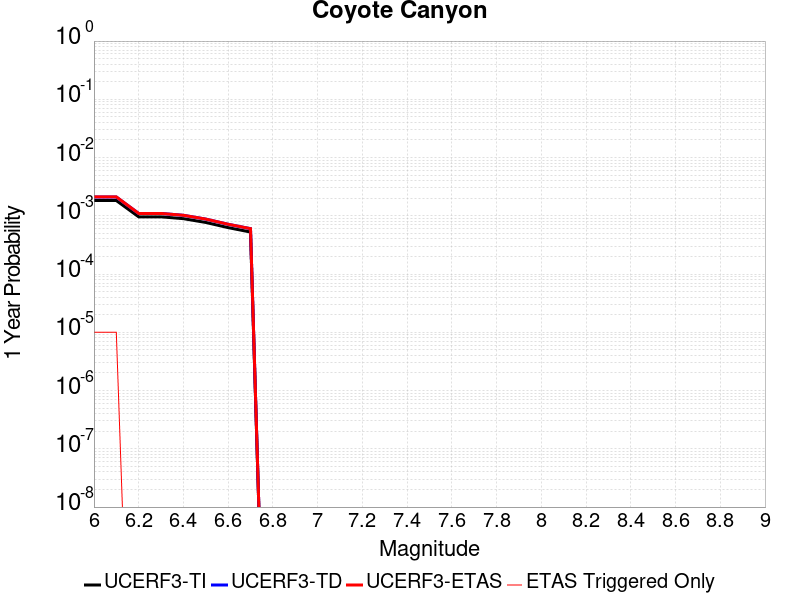 Coyote Canyon
1 Year Probability
10^0
10^-1
10^-2
10^-3
10^-4
10^-5
10^-6
10^-7
10^-8
6 6.2 6.4 6.6 6.8 7 7.2 7.4 7.6 7.8 8 8.2 8.4 8.6 8.8 9
Magnitude
UCERF3-TI UCERF3-TD UCERF3-ETAS ETAS Triggered Only